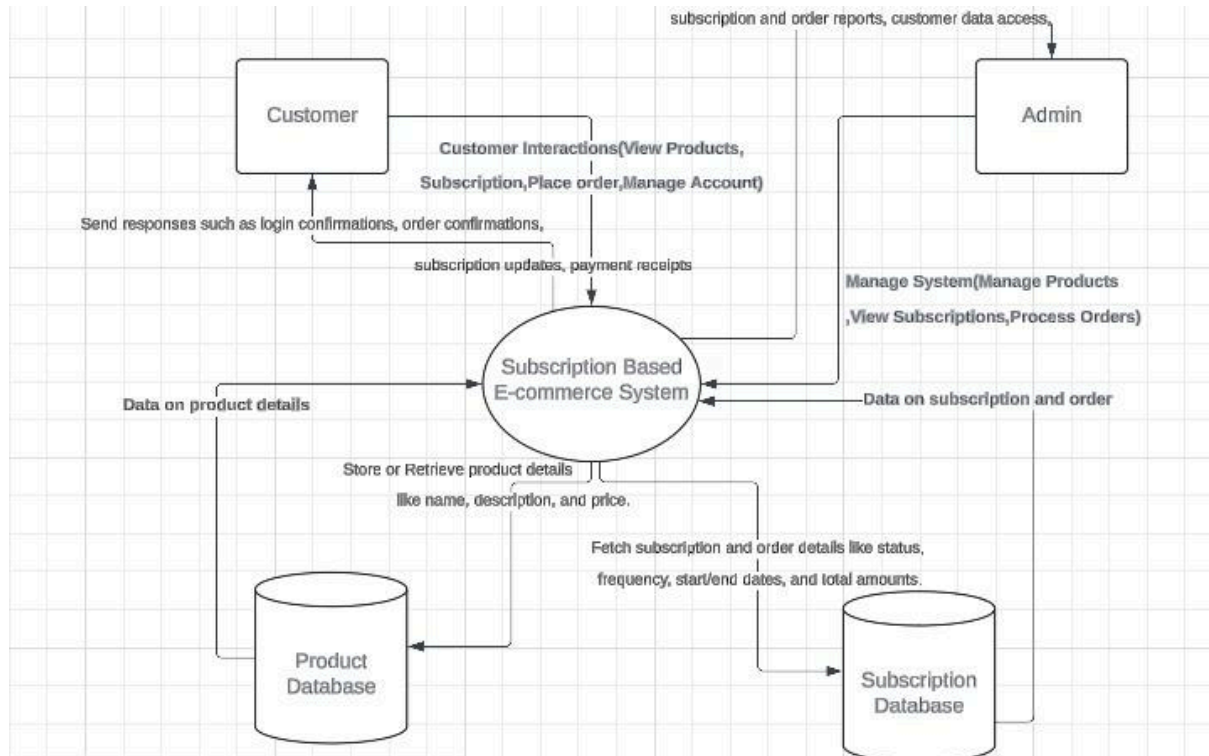 subscription and order reports, customer data access,
Customer
Admin
Customer Interactions(View Products,
Subscription,Place order,Manage Account)
Send responses such as login confirmations, order confirmations,
subscription updates, payment receipts
Manage System(Manage Products
,View Subscriptions,Process Orders)
Subscription Based
E-commerce System
Data on product details
Data on subscription and order
Store or Retrieve product details
like name, description, and price.
Fetch subscription and order details like status,
frequency, start/end dates, and total amounts.
Product
Database
Subscription
Database